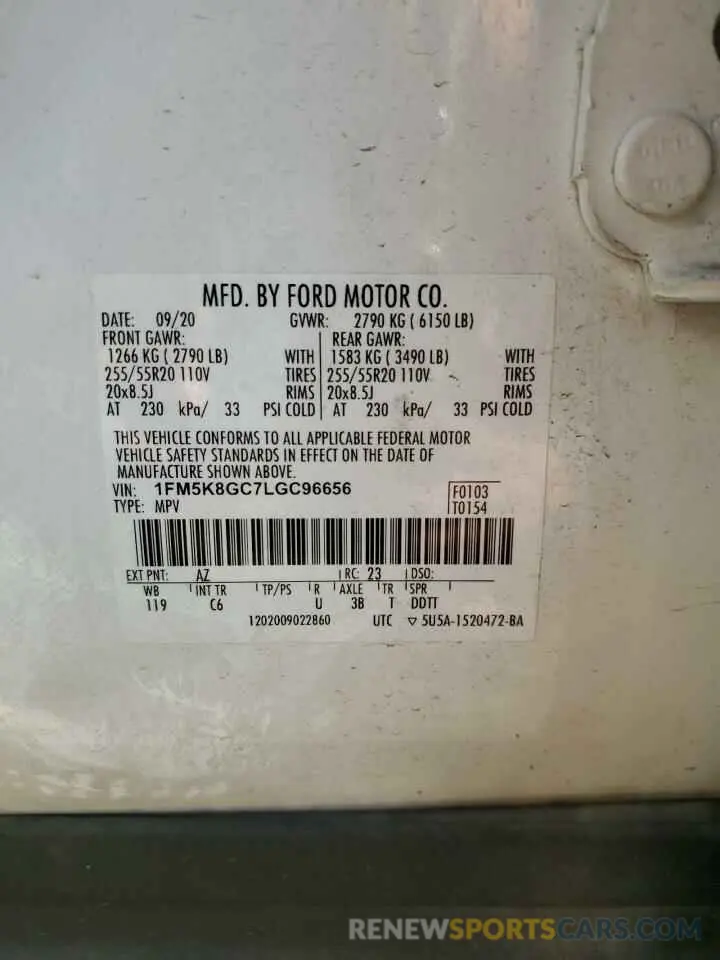 MFD. BY FORD MOTOR CO.
DATE: 09/20 GVWR: 2790 KG ( 6150 LB)
FRONT GAWR: REAR GAWR:
1266 KG ( 2790 LB) WITH 1583 KG ( 3490 LB) WITH
255/55R20 110V TIRES 255/55R20 110V TIRES
20x8.5J RIMS 20x8.5J RIMS
AT 230 kPa/ 33 PSI COLD AT 230 kPa/ 33 PSI COLD
THIS VEHICLE CONFORMS TO ALL APPLICABLE FEDERAL MOTOR
VEHICLE SAFETY STANDARDS IN EFFECT ON THE DATE OF
MANUFACTURE SHOWN ABOVE.
VIN: 1FM5K8GC7LGC96656 F0103
TYPE: MPV T0154
EXT PNT: AZ RC: 23 DSO:
WB INT TR TP/PS R AXLE TR SPR
119 C6 U 3B T DDTT
1202009022860 UTC ▽ 5U5A-1520472-BA
RENEWSPORTSCARS.COM